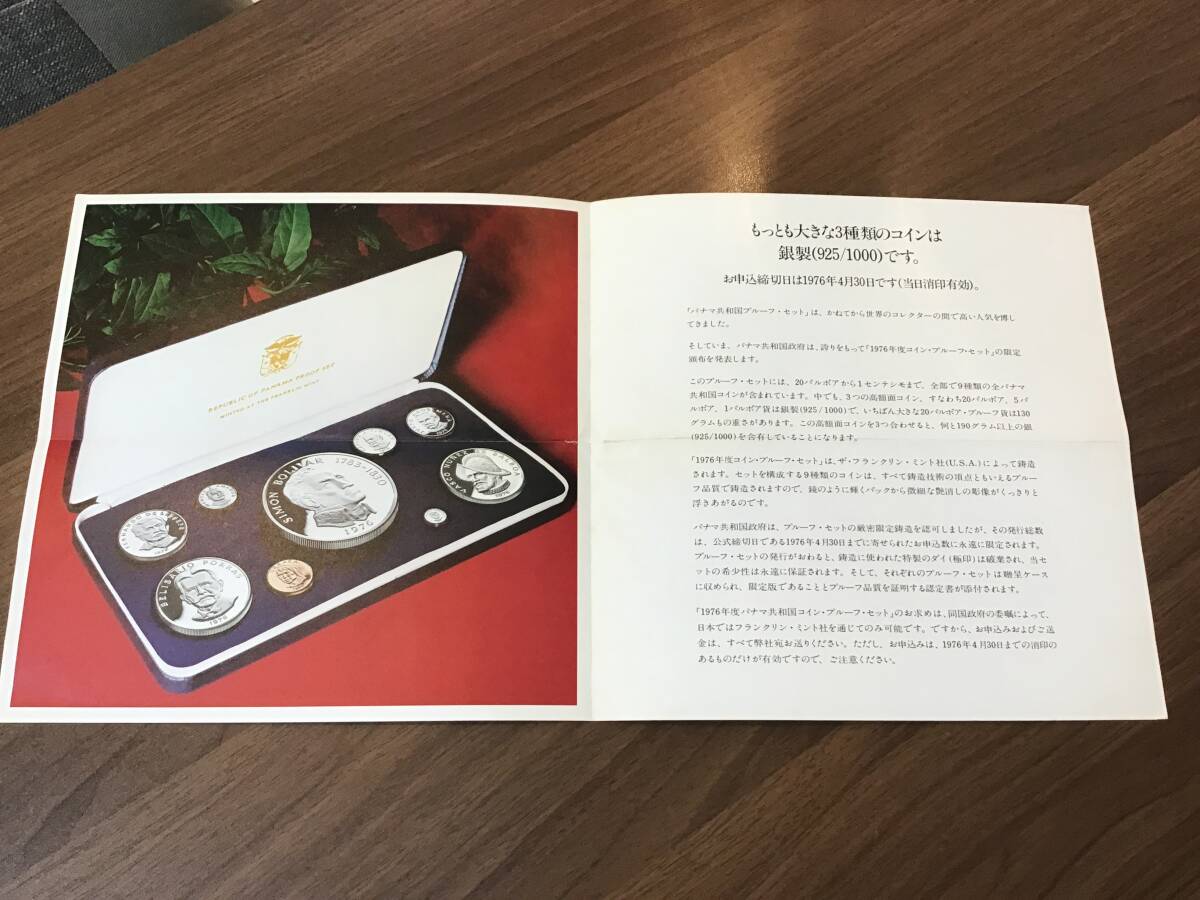 REPUBLIC OF PANAMA PROOF SET
MINTED AT THE FRANKLIN MINT
SIMON BOLIVAR 1783-1830
1976
BELISARIO PORRAS
1976
1976
もっとも大きな3種類のコインは
銀製(925/1000)です。
お申込締切日は1976年4月30日です(当日消印有効)。
「パナマ共和国プルーフ・セット」は、かねてから世界のコレクターの間で高い人気を博し
てきました。
そしていま、パナマ共和国政府は、誇りをもって「1976年度コイン・プルーフ・セット」の限定
頒布を発表します。
このプルーフ・セットには、20バルボアから1センテシモまで、全部で9種類の全パナマ
共和国コインが含まれています。中でも、3つの高額面コイン、すなわち20バルボア、5バ
ルボア、1バルボア貨は銀製(925/1000)で、いちばん大きな20バルボア・プルーフ貨は130
グラムもの重さがあります。この高額面コインを3つ合わせると、何と190グラム以上の銀
(925/1000)を含有していることになります。
「1976年度コイン・プルーフ・セット」は、ザ・フランクリン・ミント社(U.S.A.)によって鋳造
されます。セットを構成する9種類のコインは、すべて鋳造技術の頂点ともいえるプルー
フ品質で鋳造されますので、鏡のように輝くバックから微細な艶消しの彫像がくっきりと
浮きあがるのです。
パナマ共和国政府は、プルーフ・セットの厳密限定鋳造を認可しましたが、その発行総数
は、公式締切日である1976年4月30日までに寄せられたお申込数に永遠に限定されます。
プルーフ・セットの発行がおわると、鋳造に使われた特製のダイ(極印)は破棄され、当セ
ットの希少性は永遠に保証されます。そして、それぞれのプルーフ・セットは贈呈ケース
に収められ、限定版であることとプルーフ品質を証明する認定書が添付されます。
「1976年度パナマ共和国コイン・プルーフ・セット」のお求めは、同国政府の委嘱によって、
日本ではフランクリン・ミント社を通じてのみ可能です。ですから、お申込みおよびご送
金は、すべて弊社宛お送りください。ただし、お申込みは、1976年4月30日までの消印の
あるものだけが有効ですので、ご注意ください。